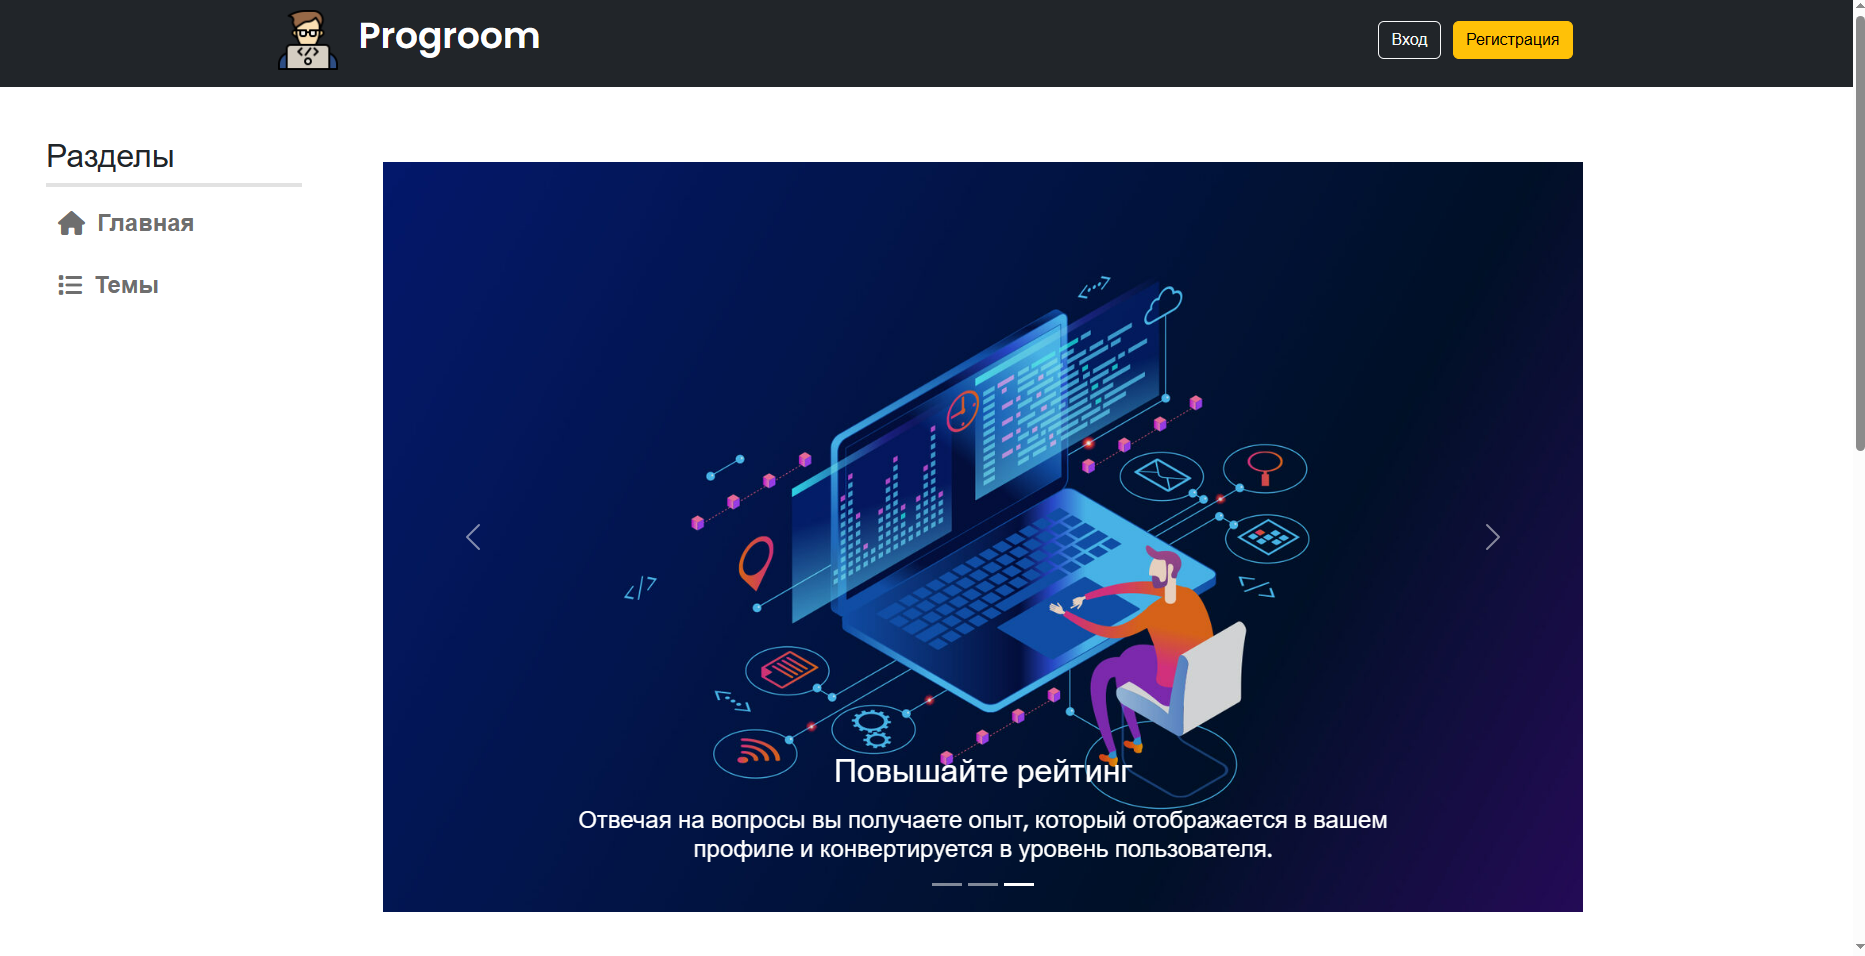 Progroom
Вход
Регистрация
Разделы
Главная
Темы
Повышайте рейтинг
Отвечая на вопросы вы получаете опыт, который отображается в вашем
профиле и конвертируется в уровень пользователя.